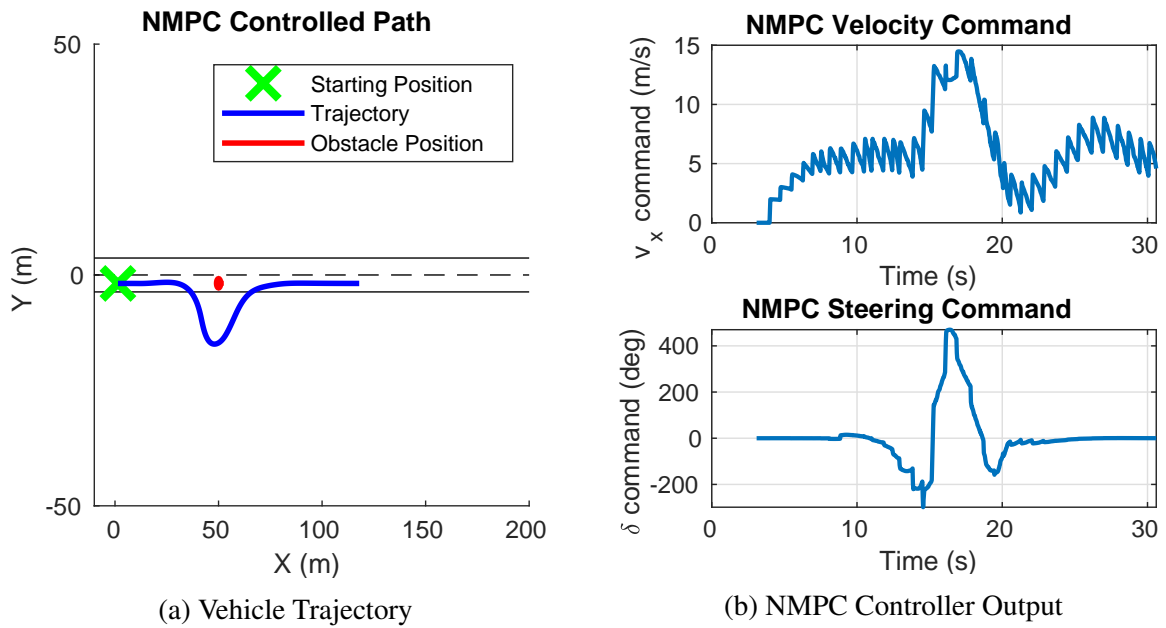 NMPC Controlled Path
50
0
-50
Y (m)
Starting Position
Trajectory
Obstacle Position
0
50
100
150
200
X (m)
(a) Vehicle Trajectory
NMPC Velocity Command
15
10
5
0
v_x command (m/s)
0
10
20
30
Time (s)
NMPC Steering Command
400
200
0
-200
δ command (deg)
0
10
20
30
Time (s)
(b) NMPC Controller Output